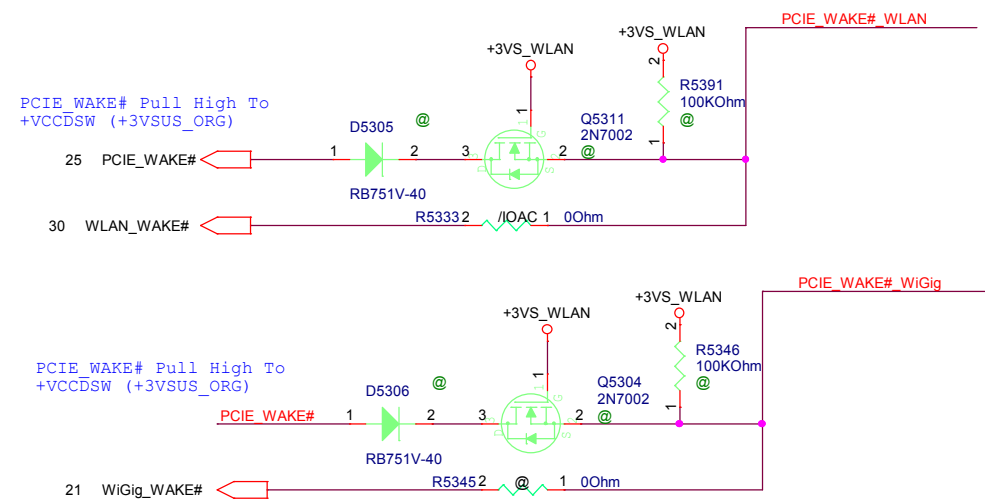 PCIE_WAKE#_WLAN
+3VS_WLAN
+3VS_WLAN
2
R5391
100KOhm
@
1
PCIE_WAKE# Pull High To
+VCCDSW (+3VSUS_ORG)
D5305
@
1
1
G
Q5311
2N7002
@
25 PCIE_WAKE# 1 2 3 D S 2
RB751V-40
30 WLAN_WAKE# R5333 2 /IOAC 1 0Ohm
PCIE_WAKE#_WiGig
+3VS_WLAN
+3VS_WLAN
2
R5346
100KOhm
@
1
PCIE_WAKE# Pull High To
+VCCDSW (+3VSUS_ORG)
D5306
@
1
1
G
Q5304
2N7002
@
PCIE_WAKE# 1 2 3 D S 2
RB751V-40
21 WiGig_WAKE# R5345 2 @ 1 0Ohm